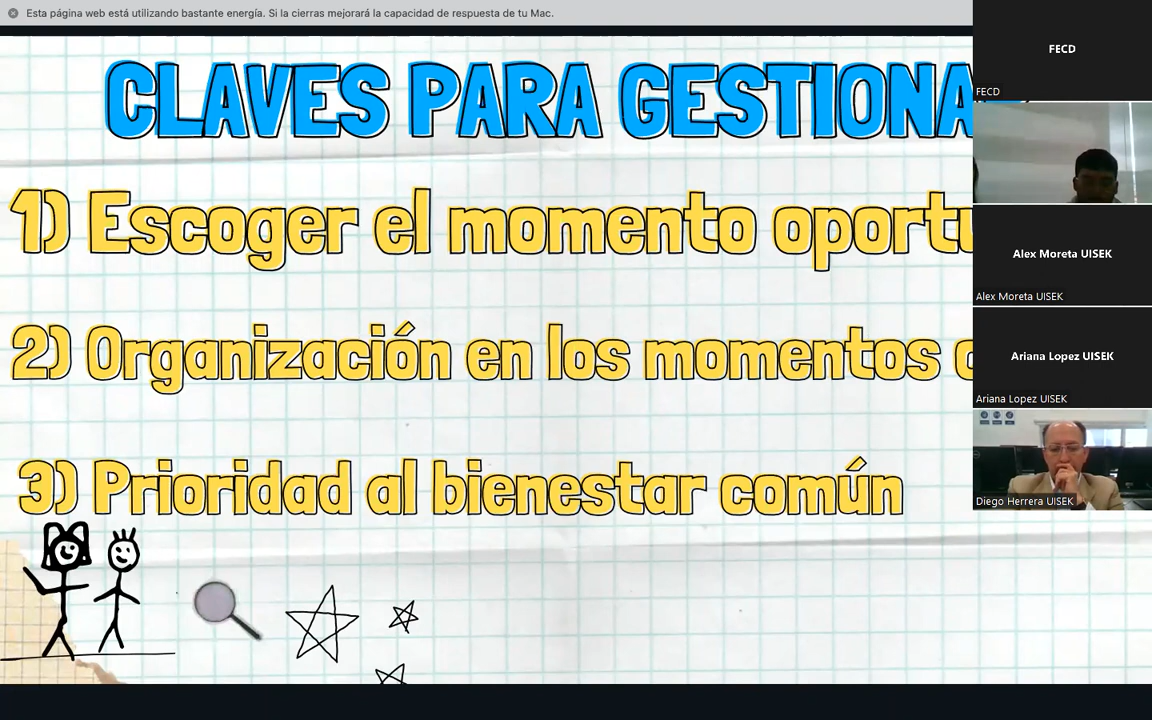 Esta página web está utilizando bastante energía. Si la cierras mejorará la capacidad de respuesta de tu Mac.
CLAVES PARA GESTIONA
1) Escoger el momento oportu
2) Organización en los momentos
3) Prioridad al bienestar común
FECD
FECD
Alex Moreta UISEK
Alex Moreta UISEK
Ariana Lopez UISEK
Ariana Lopez UISEK
Diego Herrera UISEK